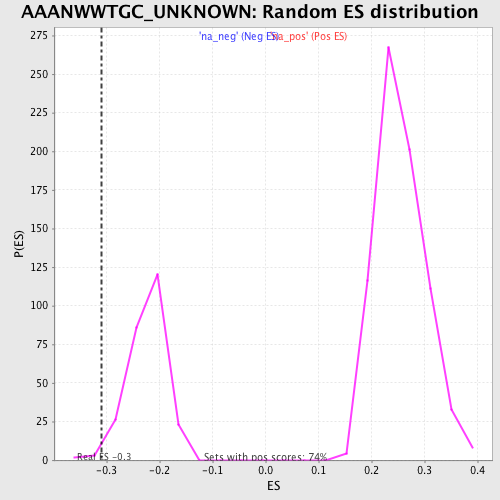 AAANWWTGC_UNKNOWN: Random ES distribution
'na_neg' (Neg ES) 'na_pos' (Pos ES)
275
250
225
200
175
150
125
100
75
50
25
0
P(ES)
Real ES -0.3
Sets with pos scores: 74%
-0.3 -0.2 -0.1 0.0 0.1 0.2 0.3 0.4
ES